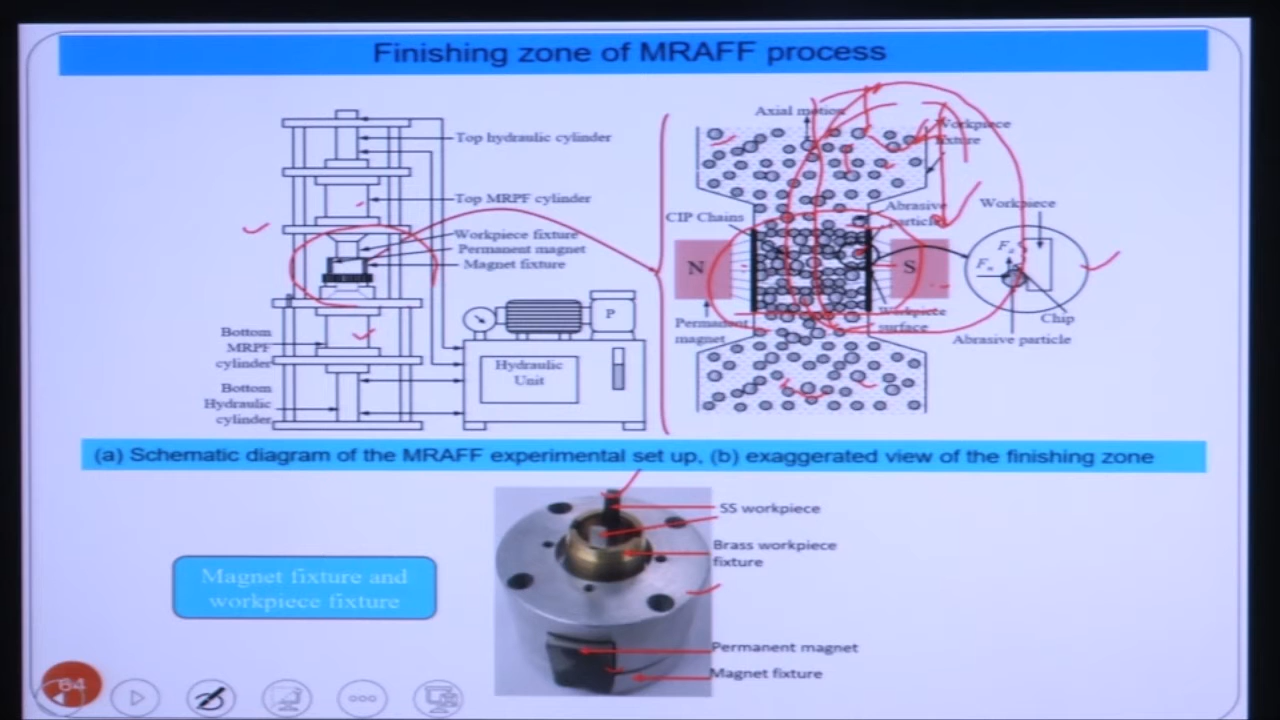 Finishing zone of MRAFF process
Top hydraulic cylinder
Top MRPF cylinder
Workpiece fixture
Permanent magnet
Magnet fixture
Bottom
MRPF
cylinder
Bottom
Hydraulic
cylinder
P
Hydraulic
Unit
Axial motion
Workpiece
fixture
CIP Chains
Abrasive
particle
N
S
Permanent
magnet
Workpiece
surface
Workpiece
Fn
Chip
Abrasive particle
(a) Schematic diagram of the MRAFF experimental set up, (b) exaggerated view of the finishing zone
Magnet fixture and
workpiece fixture
SS workpiece
Brass workpiece
fixture
Permanent magnet
Magnet fixture
64